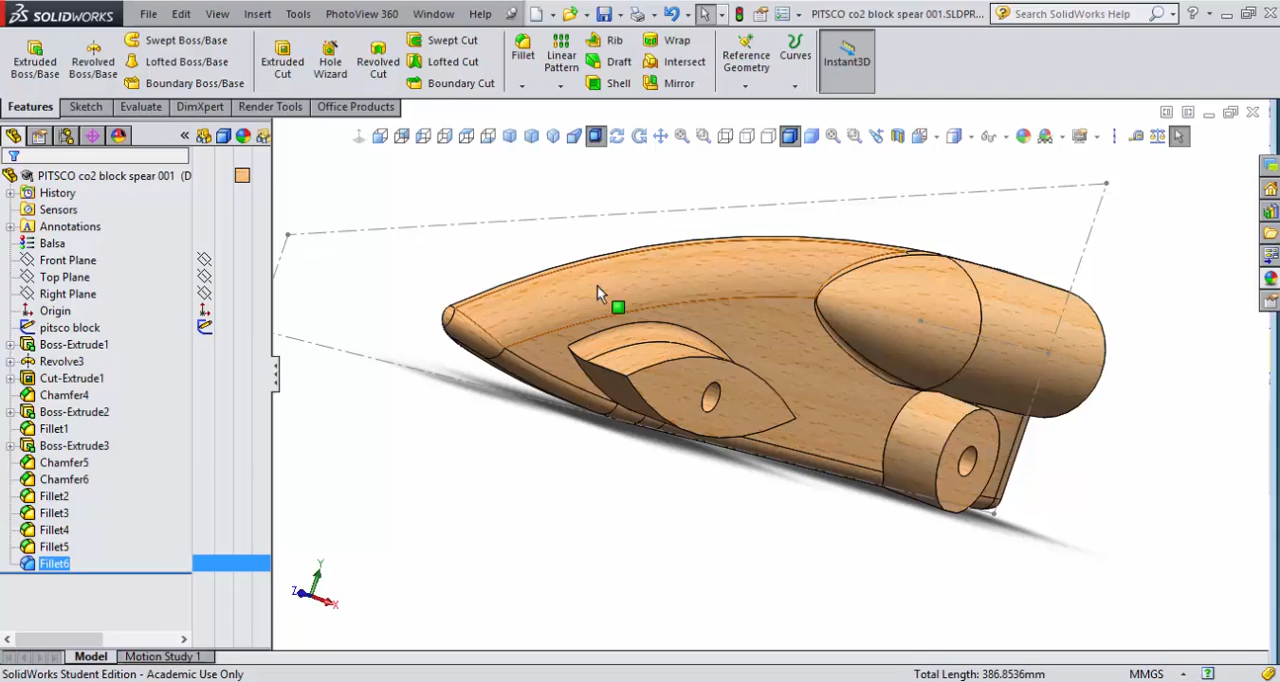 SOLIDWORKS File Edit View Insert Tools PhotoView 360 Window Help PITSCO co2 block spear 001.SLDPR... Search SolidWorks Help
Extruded Boss/Base
Revolved Boss/Base
Swept Boss/Base
Lofted Boss/Base
Boundary Boss/Base
Extruded Cut
Hole Wizard
Revolved Cut
Swept Cut
Lofted Cut
Boundary Cut
Fillet
Linear Pattern
Rib
Draft
Shell
Wrap
Intersect
Mirror
Reference Geometry
Curves
Instant3D
Features Sketch Evaluate DimXpert Render Tools Office Products
PITSCO co2 block spear 001 (D
History
Sensors
Annotations
Balsa
Front Plane
Top Plane
Right Plane
Origin
pitsco block
Boss-Extrude1
Revolve3
Cut-Extrude1
Chamfer4
Boss-Extrude2
Fillet1
Boss-Extrude3
Chamfer5
Chamfer6
Fillet2
Fillet3
Fillet4
Fillet5
Fillet6
Y
Z
X
Model Motion Study 1
SolidWorks Student Edition - Academic Use Only Total Length: 386.8536mm MMGS